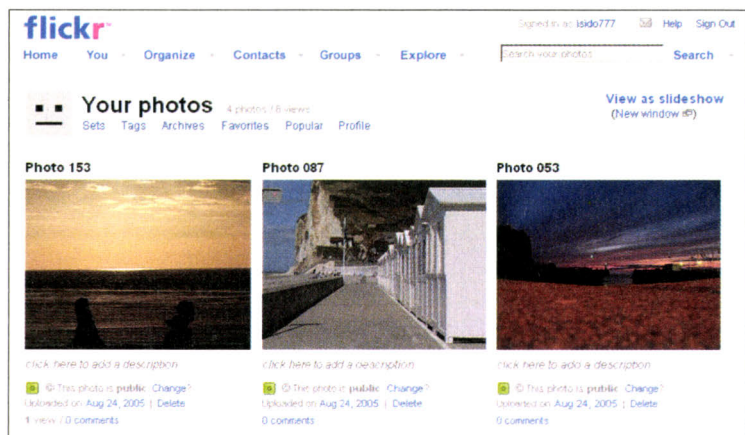 flickr™
Signed in as isido777 Help Sign Out
Home You Organize Contacts Groups Explore Search your photos Search
Your photos 4 photos / 8 views
View as slideshow
(New window)
Sets Tags Archives Favorites Popular Profile
Photo 153 Photo 087 Photo 053
click here to add a description click here to add a description click here to add a description
© This photo is public Change? © This photo is public Change? © This photo is public Change?
Uploaded on Aug 24, 2005 | Delete Uploaded on Aug 24, 2005 | Delete Uploaded on Aug 24, 2005 | Delete
1 view / 0 comments 0 comments 0 comments